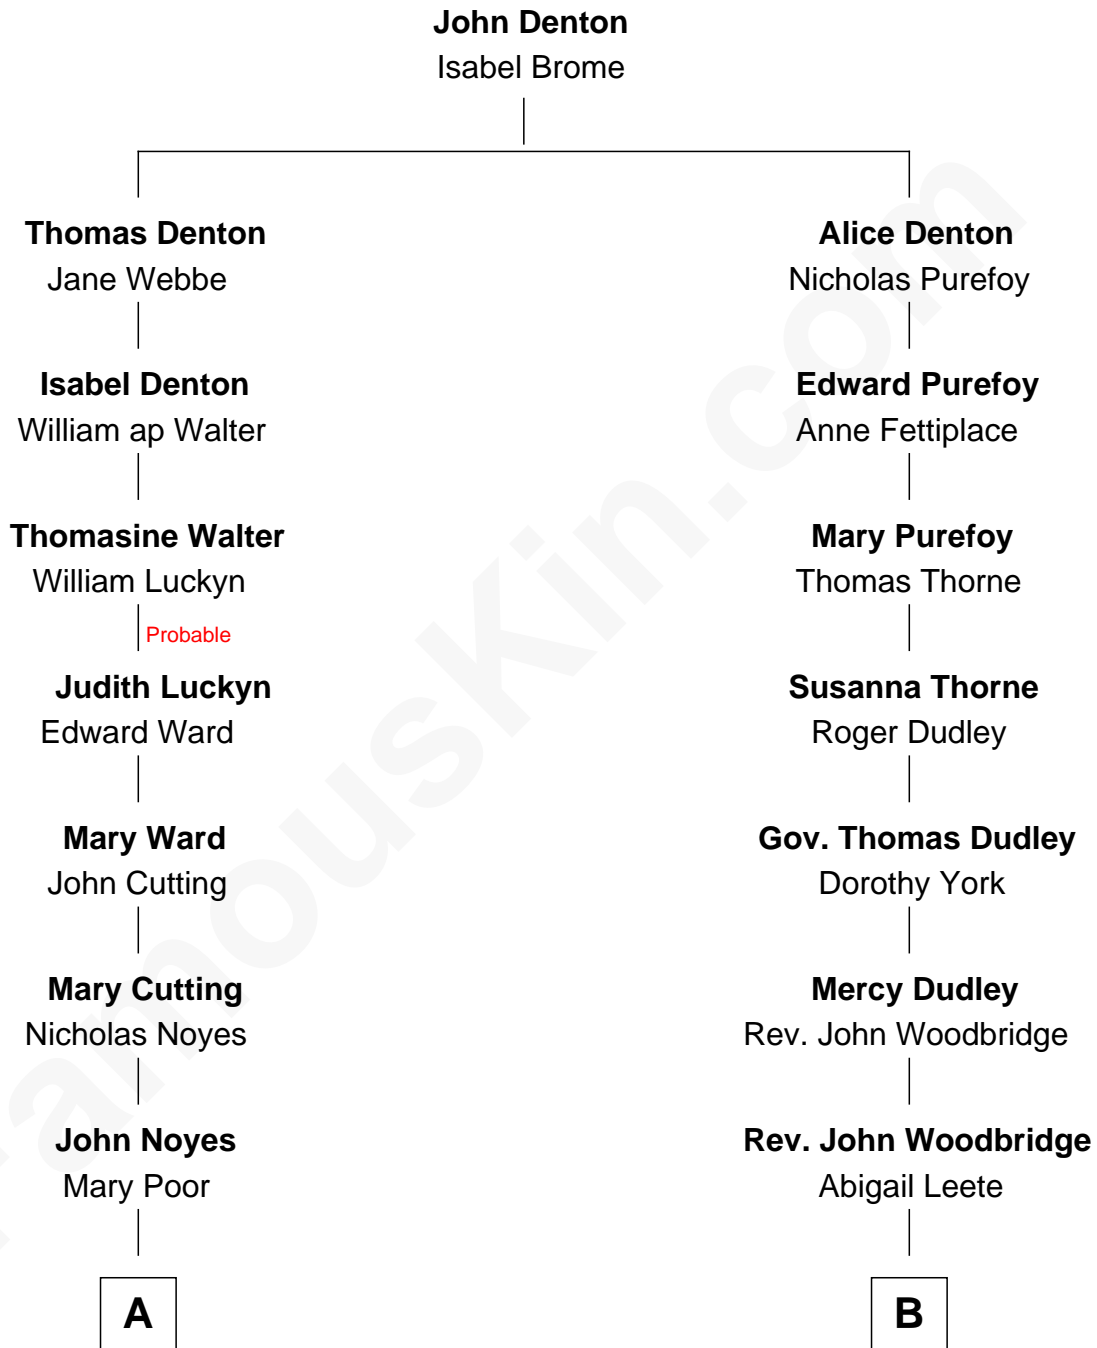 John Denton
Isabel Brome
Thomas Denton
Jane Webbe
Alice Denton
Nicholas Purefoy
Isabel Denton
William ap Walter
Edward Purefoy
Anne Fettiplace
Thomasine Walter
William Luckyn
Mary Purefoy
Thomas Thorne
Probable
Judith Luckyn
Edward Ward
Susanna Thorne
Roger Dudley
Mary Ward
John Cutting
Gov. Thomas Dudley
Dorothy York
Mary Cutting
Nicholas Noyes
Mercy Dudley
Rev. John Woodbridge
John Noyes
Mary Poor
Rev. John Woodbridge
Abigail Leete
A
B
FamousKin.com